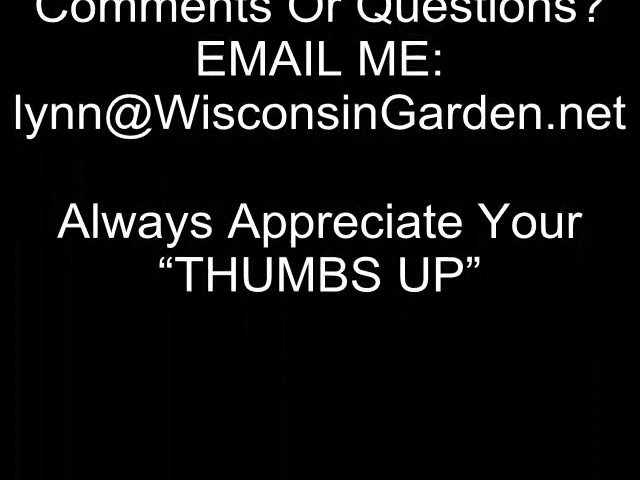 Comments Or Questions?
EMAIL ME:
lynn@WisconsinGarden.net
Always Appreciate Your
“THUMBS UP”